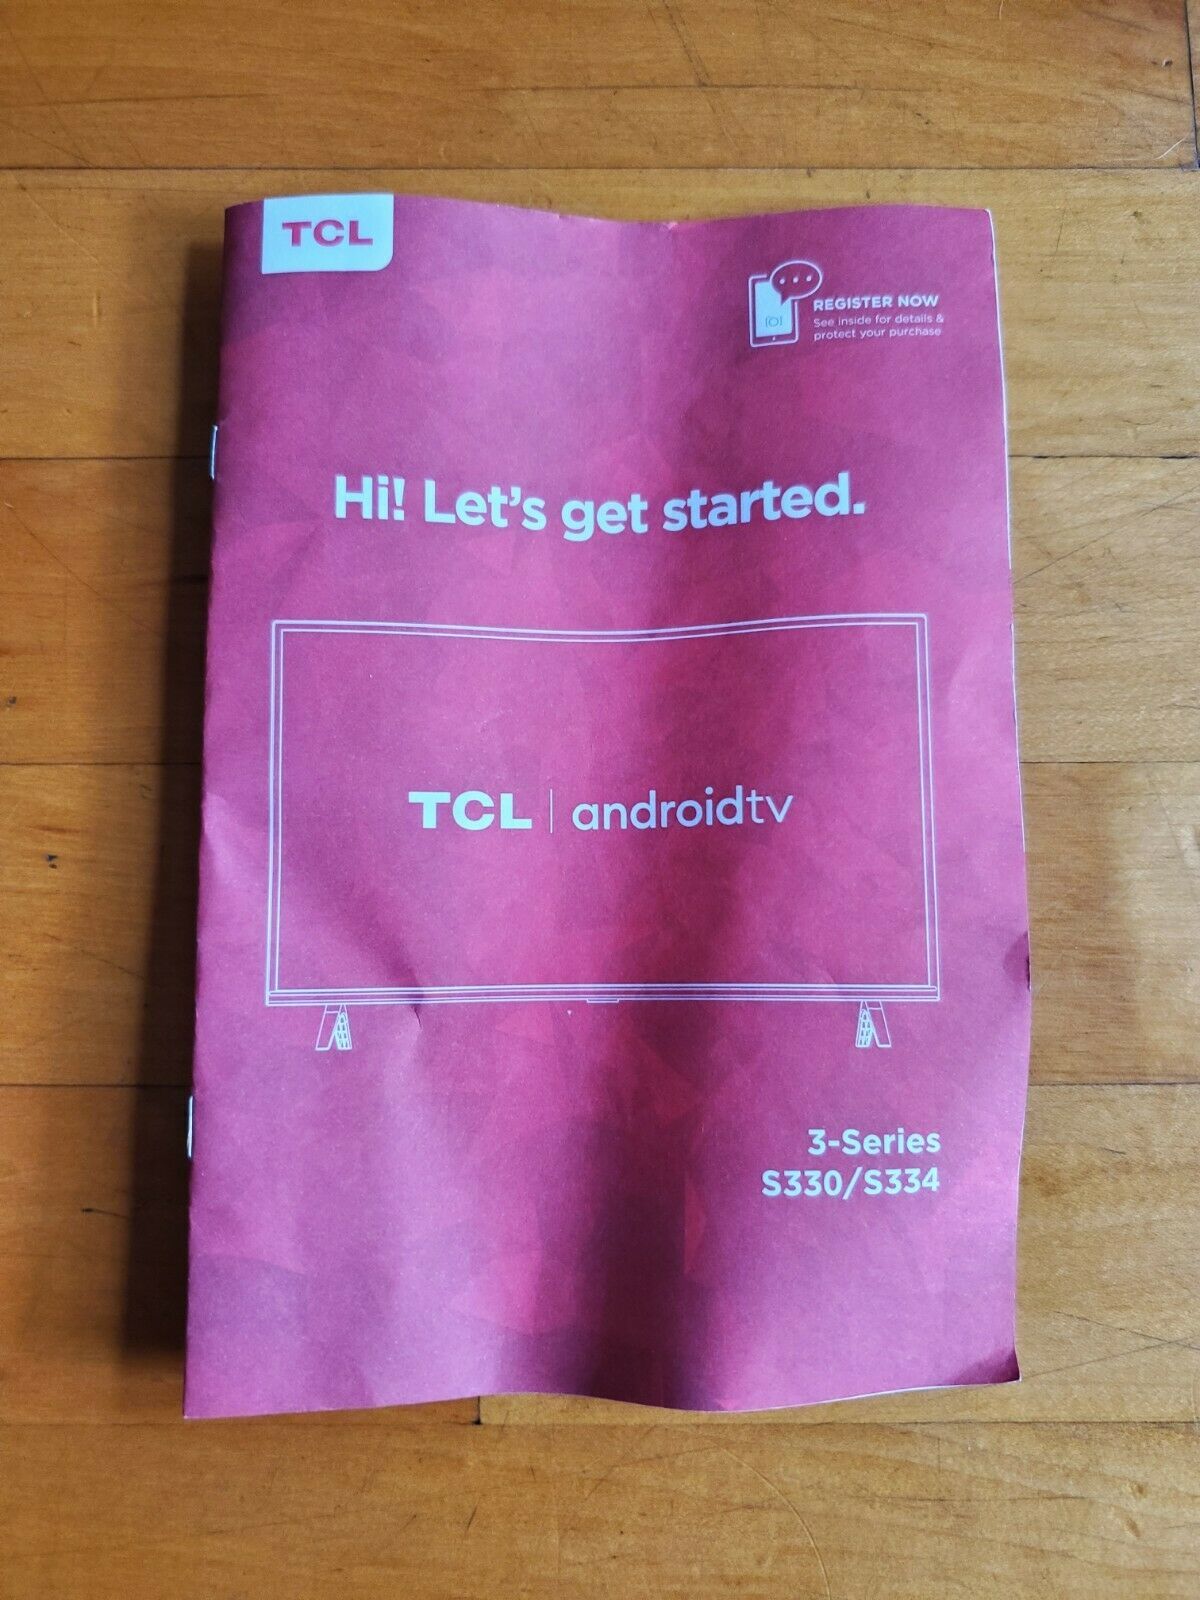 TCL
REGISTER NOW
See inside for details &
protect your purchase
Hi! Let's get started.
TCL | androidtv
3-Series
S330/S334